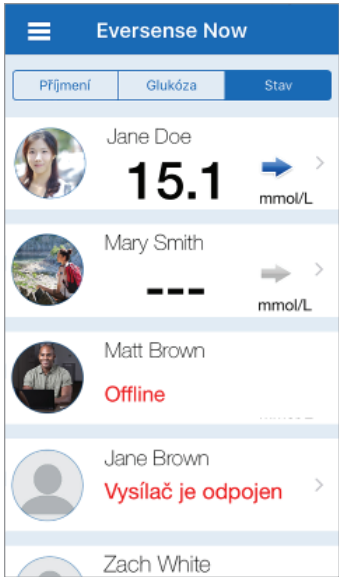 Eversense Now
Příjmení Glukóza Stav
Jane Doe
15.1
mmol/L
Mary Smith
---
mmol/L
Matt Brown
Offline
Jane Brown
Vysílač je odpojen
Zach White